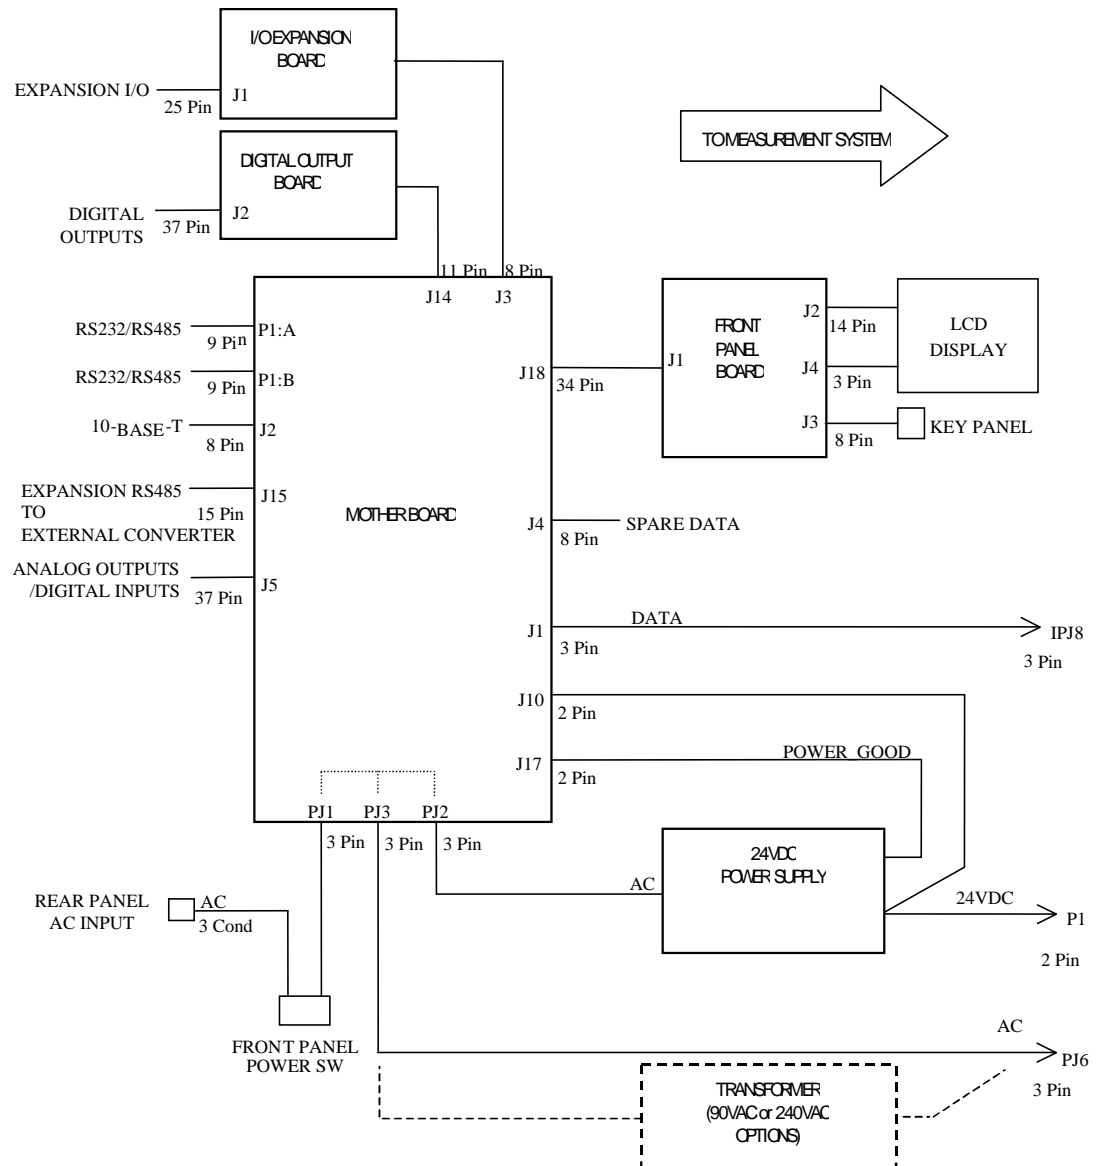 I/O EXPANSION
BOARD
EXPANSION I/O
25 Pin
J1
TO MEASUREMENT SYSTEM
DIGITAL OUTPUT
BOARD
DIGITAL
OUTPUTS
37 Pin
J2
11 Pin
8 Pin
J14
J3
RS232/RS485
9 Pin
P1:A
RS232/RS485
9 Pin
P1:B
10-BASE-T
8 Pin
J2
EXPANSION RS485
TO
EXTERNAL CONVERTER
15 Pin
J15
ANALOG OUTPUTS
/DIGITAL INPUTS
37 Pin
J5
MOTHER BOARD
J18
34 Pin
J1
FRONT
PANEL
BOARD
J2
14 Pin
J4
3 Pin
J3
8 Pin
LCD
DISPLAY
KEY PANEL
J4
8 Pin
SPARE DATA
J1
3 Pin
DATA
IPJ8
3 Pin
J10
2 Pin
J17
2 Pin
POWER_GOOD
PJ1
PJ3
PJ2
3 Pin
3 Pin
3 Pin
24VDC
POWER SUPPLY
AC
24VDC
P1
2 Pin
REAR PANEL
AC INPUT
AC
3 Cond
FRONT PANEL
POWER SW
AC
PJ6
3 Pin
TRANSFORMER
(90VAC or 240VAC
OPTIONS)